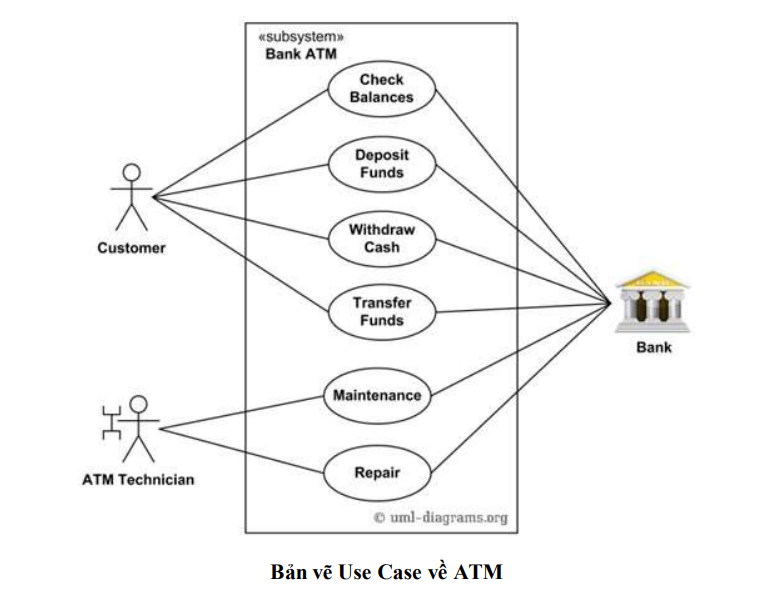 «subsystem»
Bank ATM
Check
Balances
Deposit
Funds
Withdraw
Cash
Transfer
Funds
Maintenance
Repair
Customer
ATM Technician
BANK
Bank
© uml-diagrams.org
Bản vẽ Use Case về ATM